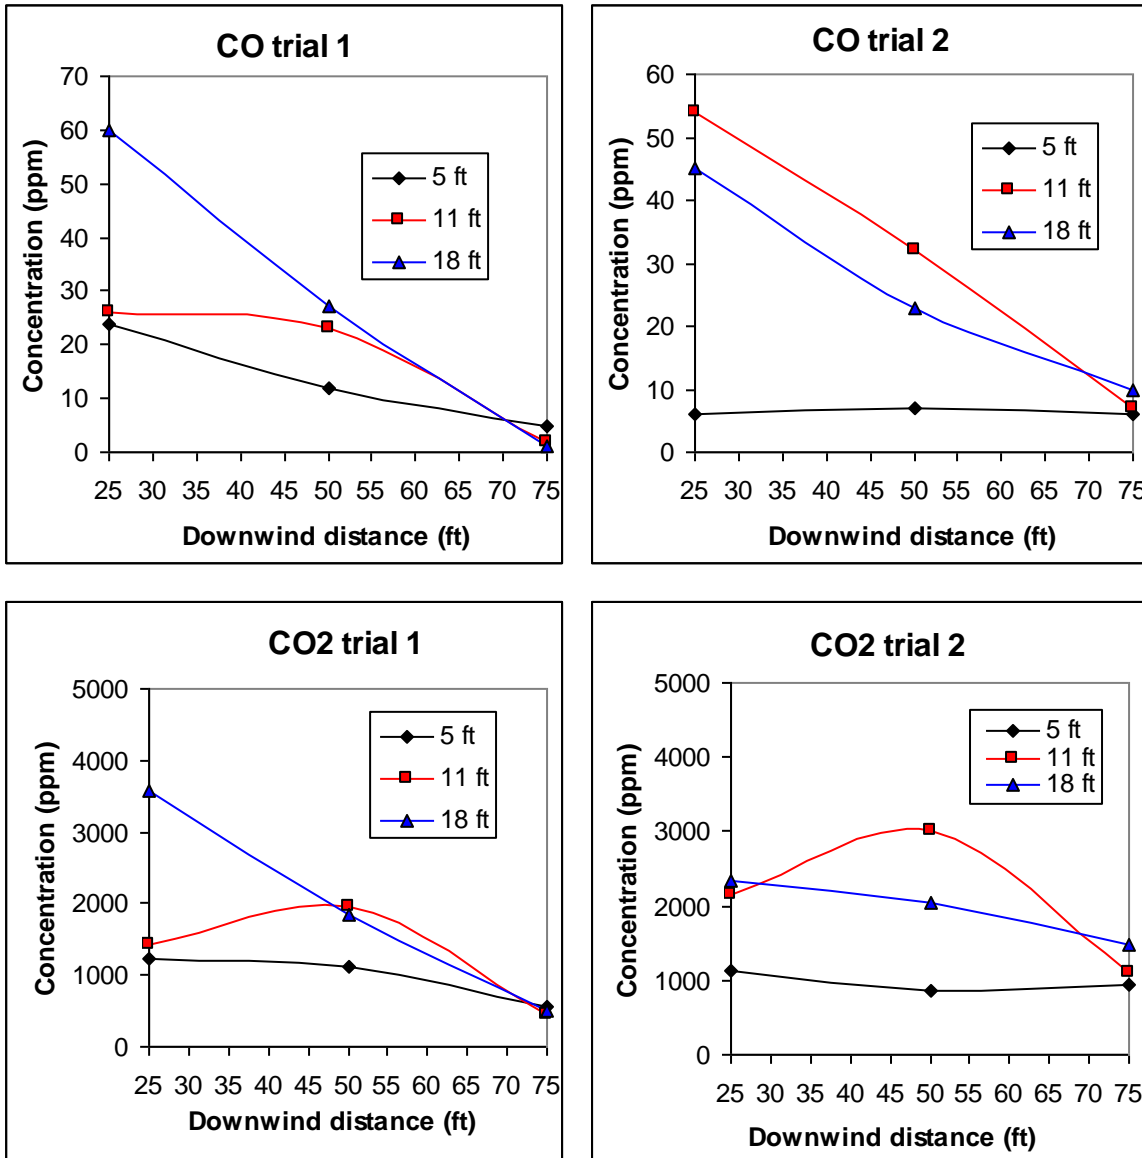 CO trial 1
70
60
50
40
30
20
10
0
Concentration (ppm)
5 ft
11 ft
18 ft
25 30 35 40 45 50 55 60 65 70 75
Downwind distance (ft)
CO trial 2
60
50
40
30
20
10
0
Concentration (ppm)
5 ft
11 ft
18 ft
25 30 35 40 45 50 55 60 65 70 75
Downwind distance (ft)
CO2 trial 1
5000
4000
3000
2000
1000
0
Concentration (ppm)
5 ft
11 ft
18 ft
25 30 35 40 45 50 55 60 65 70 75
Downwind distance (ft)
CO2 trial 2
5000
4000
3000
2000
1000
0
Concentration (ppm)
5 ft
11 ft
18 ft
25 30 35 40 45 50 55 60 65 70 75
Downwind distance (ft)